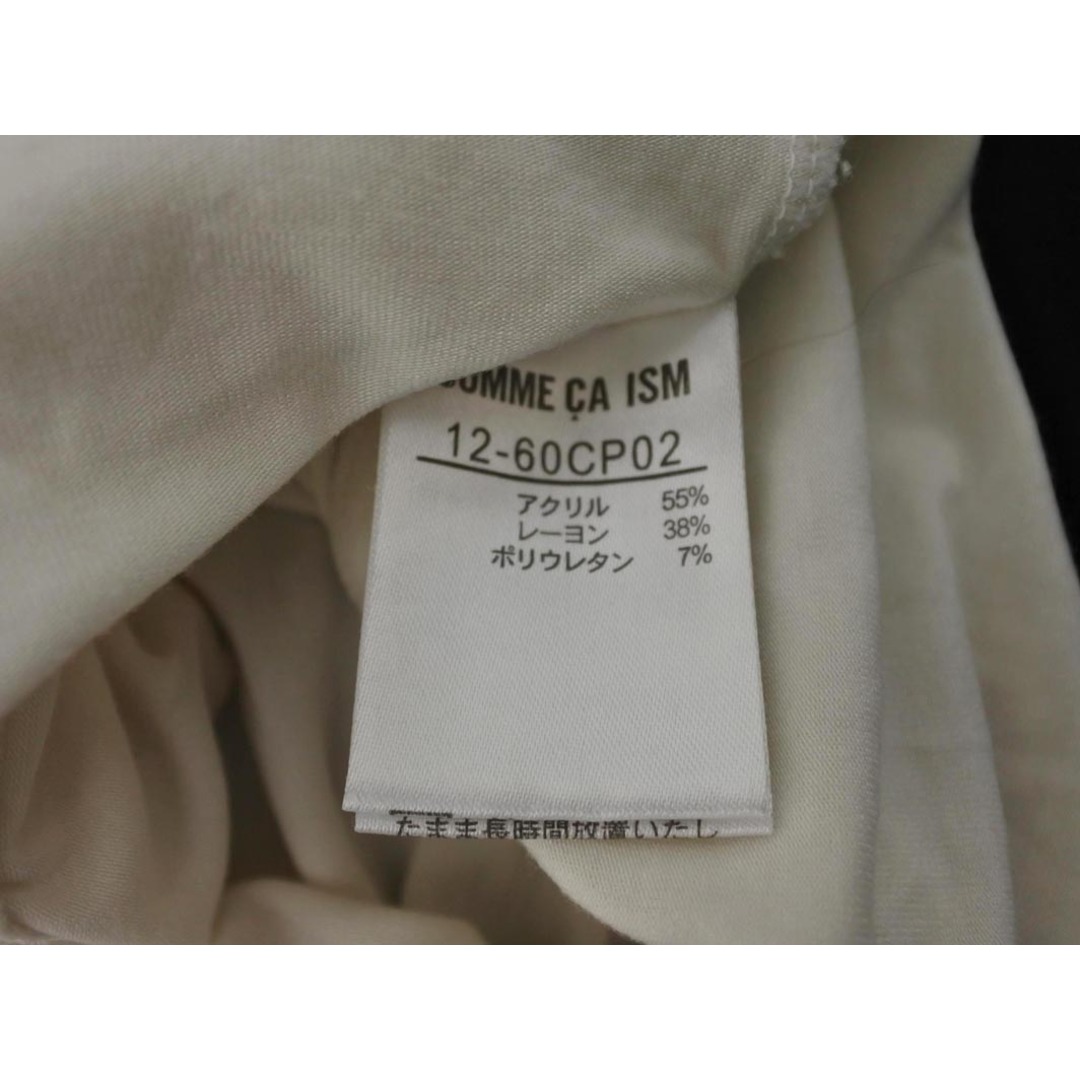 COMME ÇA ISM
12-60CP02
アクリル 55%
レーヨン 38%
ポリウレタン 7%
たまま長時間放置いたし